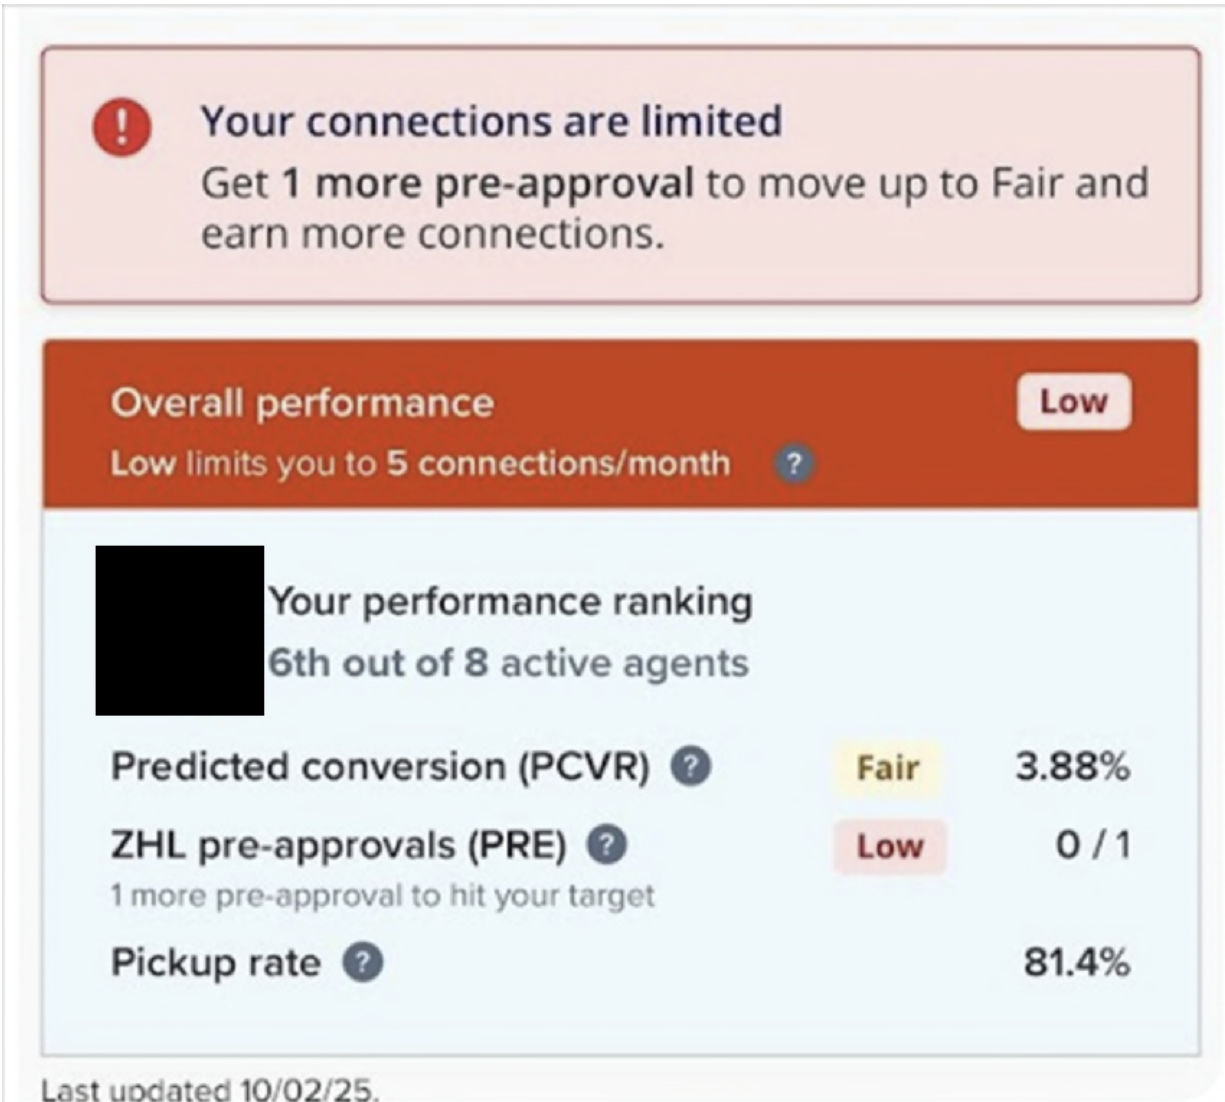 Your connections are limited
Get 1 more pre-approval to move up to Fair and
earn more connections.
Overall performance
Low
Low limits you to 5 connections/month ?
Your performance ranking
6th out of 8 active agents
Predicted conversion (PCVR) ? Fair 3.88%
ZHL pre-approvals (PRE) ? Low 0 / 1
1 more pre-approval to hit your target
Pickup rate ? 81.4%
Last updated 10/02/25.